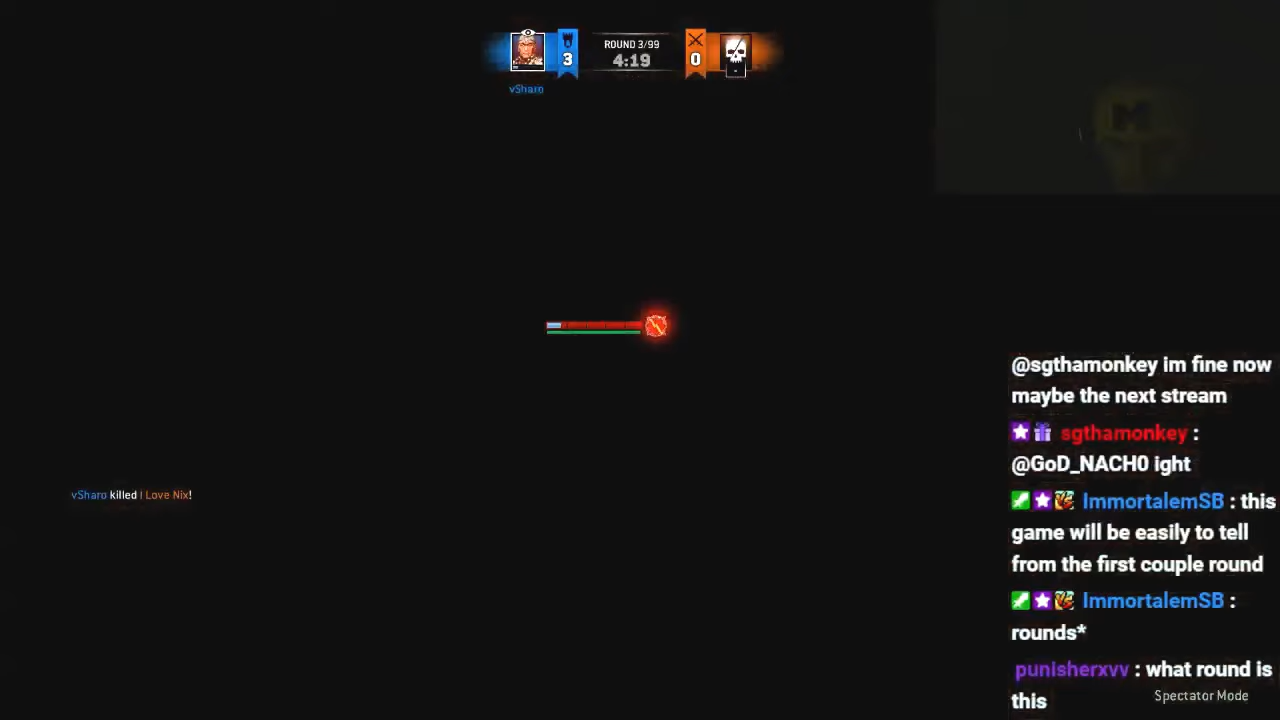 ROUND 3/99
3
4:19
0
vSharo
M
@sgthamonkey im fine now
maybe the next stream
sgthamonkey :
@GoD_NACH0 ight
vSharo killed I Love Nix!
ImmortalemSB : this
game will be easily to tell
from the first couple round
ImmortalemSB :
rounds*
punisherxvv : what round is
this
Spectator Mode